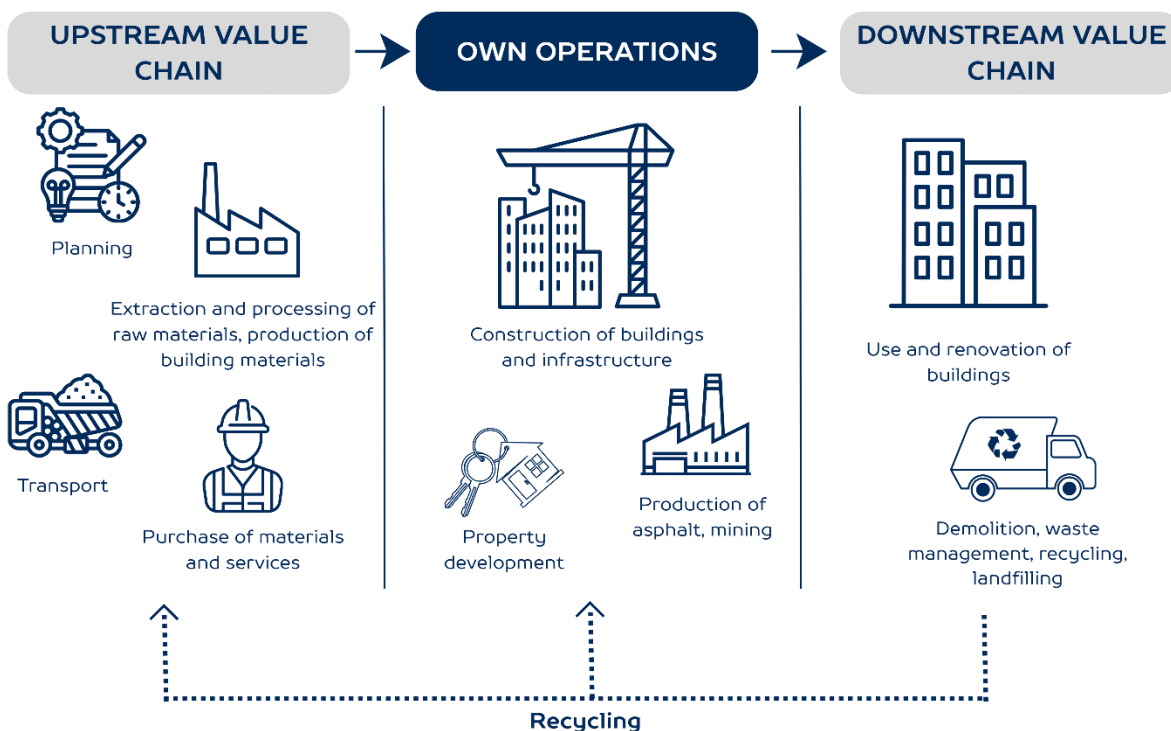 UPSTREAM VALUE
CHAIN
OWN OPERATIONS
DOWNSTREAM VALUE
CHAIN
Planning
Extraction and processing of
raw materials, production of
building materials
Transport
Purchase of materials
and services
Construction of buildings
and infrastructure
Property
development
Production of
asphalt, mining
Use and renovation of
buildings
Demolition, waste
management, recycling,
landfilling
Recycling